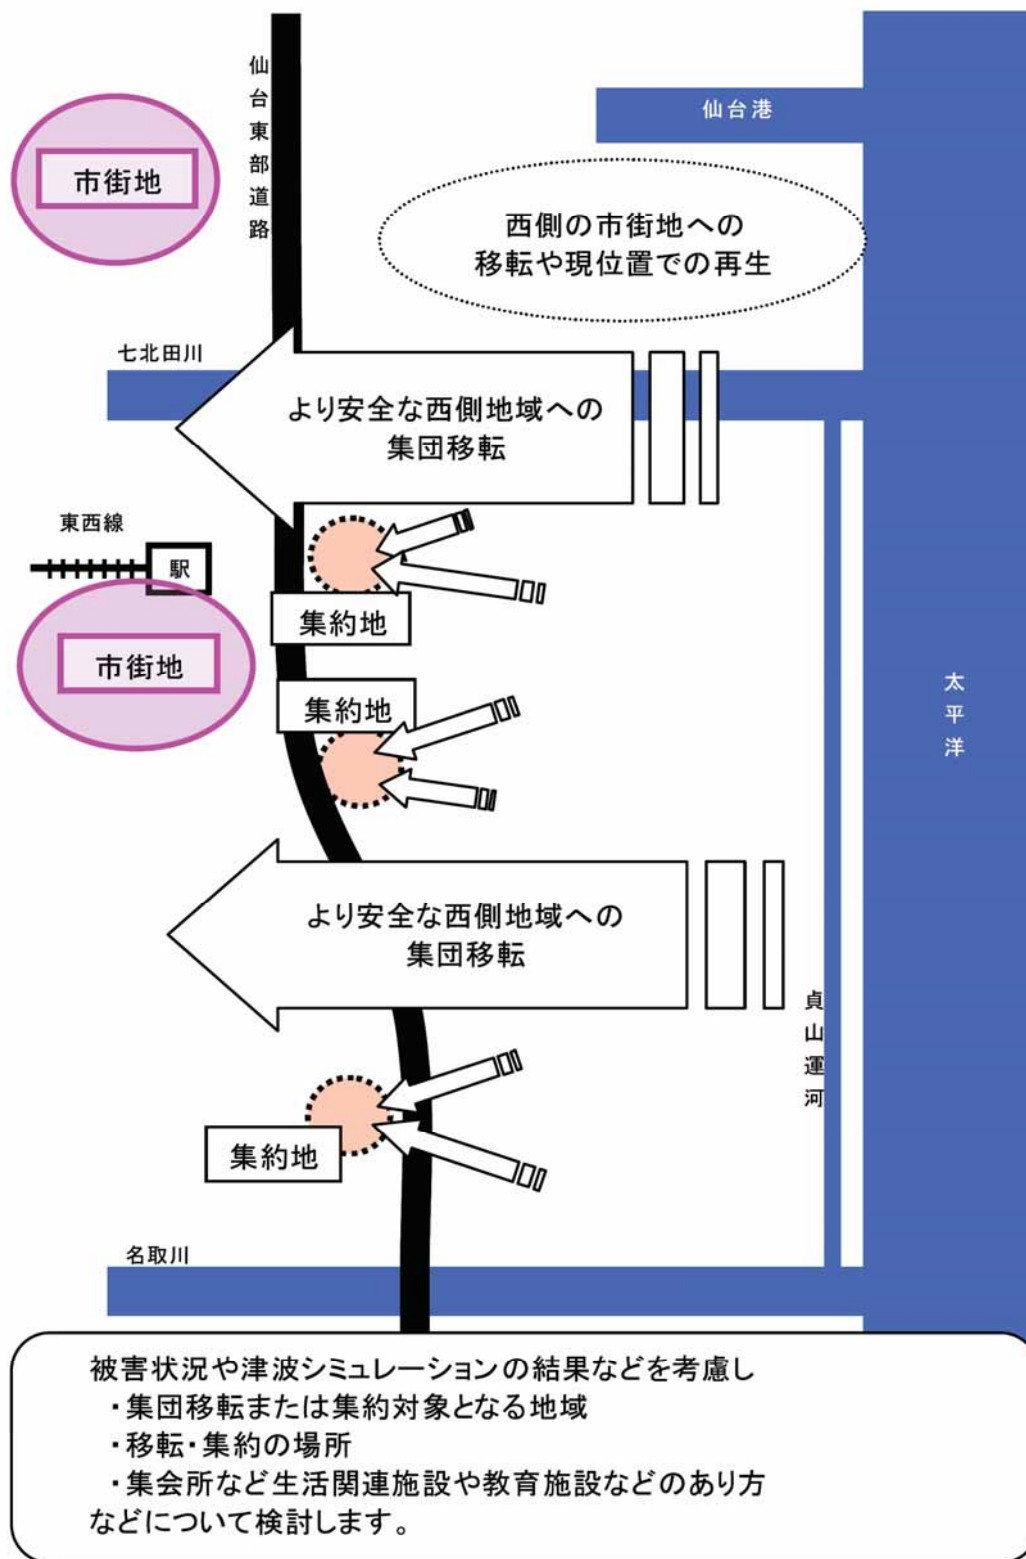 仙台東部道路
仙台港
市街地
西側の市街地への
移転や現位置での再生
七北田川
より安全な西側地域への
集団移転
東西線
駅
集約地
市街地
集約地
太平洋
より安全な西側地域への
集団移転
貞山運河
集約地
名取川
被害状況や津波シミュレーションの結果などを考慮し
・集団移転または集約対象となる地域
・移転・集約の場所
・集会所など生活関連施設や教育施設などのあり方
などについて検討します。